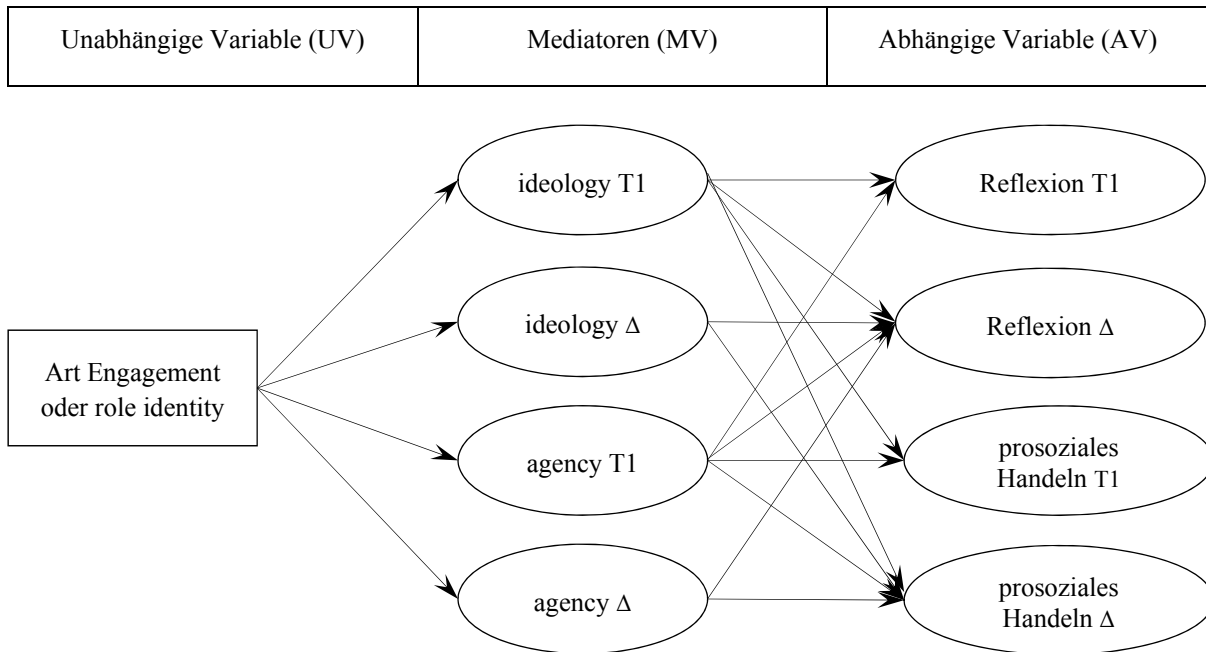 Unabhängige Variable (UV)
Mediatoren (MV)
Abhängige Variable (AV)
ideology T1
Reflexion T1
ideology Δ
Reflexion Δ
Art Engagement
oder role identity
agency T1
prosoziales
Handeln T1
agency Δ
prosoziales
Handeln Δ